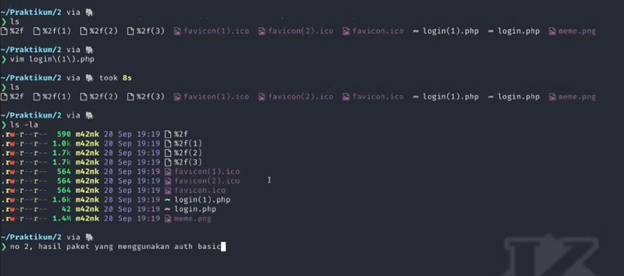 ~/Praktikum/2 via 🐘
❯ ls
%2f %2f(1) %2f(2) %2f(3) favicon(1).ico favicon(2).ico favicon.ico login(1).php login.php meme.png
~/Praktikum/2 via 🐘
❯ vim login\(1\).php
~/Praktikum/2 via 🐘 took 8s
❯ ls
%2f %2f(1) %2f(2) %2f(3) favicon(1).ico favicon(2).ico favicon.ico login(1).php login.php meme.png
~/Praktikum/2 via 🐘
❯ ls -la
.rw-r--r-- 590 m42nk 20 Sep 19:19 %2f
.rw-r--r-- 1.0k m42nk 20 Sep 19:19 %2f(1)
.rw-r--r-- 1.7k m42nk 20 Sep 19:19 %2f(2)
.rw-r--r-- 1.7k m42nk 20 Sep 19:19 %2f(3)
.rw-r--r-- 564 m42nk 20 Sep 19:19 favicon(1).ico
.rw-r--r-- 564 m42nk 20 Sep 19:19 favicon(2).ico
.rw-r--r-- 564 m42nk 20 Sep 19:19 favicon.ico
.rw-r--r-- 1.6k m42nk 20 Sep 19:19 login(1).php
.rw-r--r-- 42 m42nk 20 Sep 19:19 login.php
.rw-r--r-- 1.4M m42nk 20 Sep 19:19 meme.png
~/Praktikum/2 via 🐘
❯ no 2, hasil paket yang menggunakan auth basic